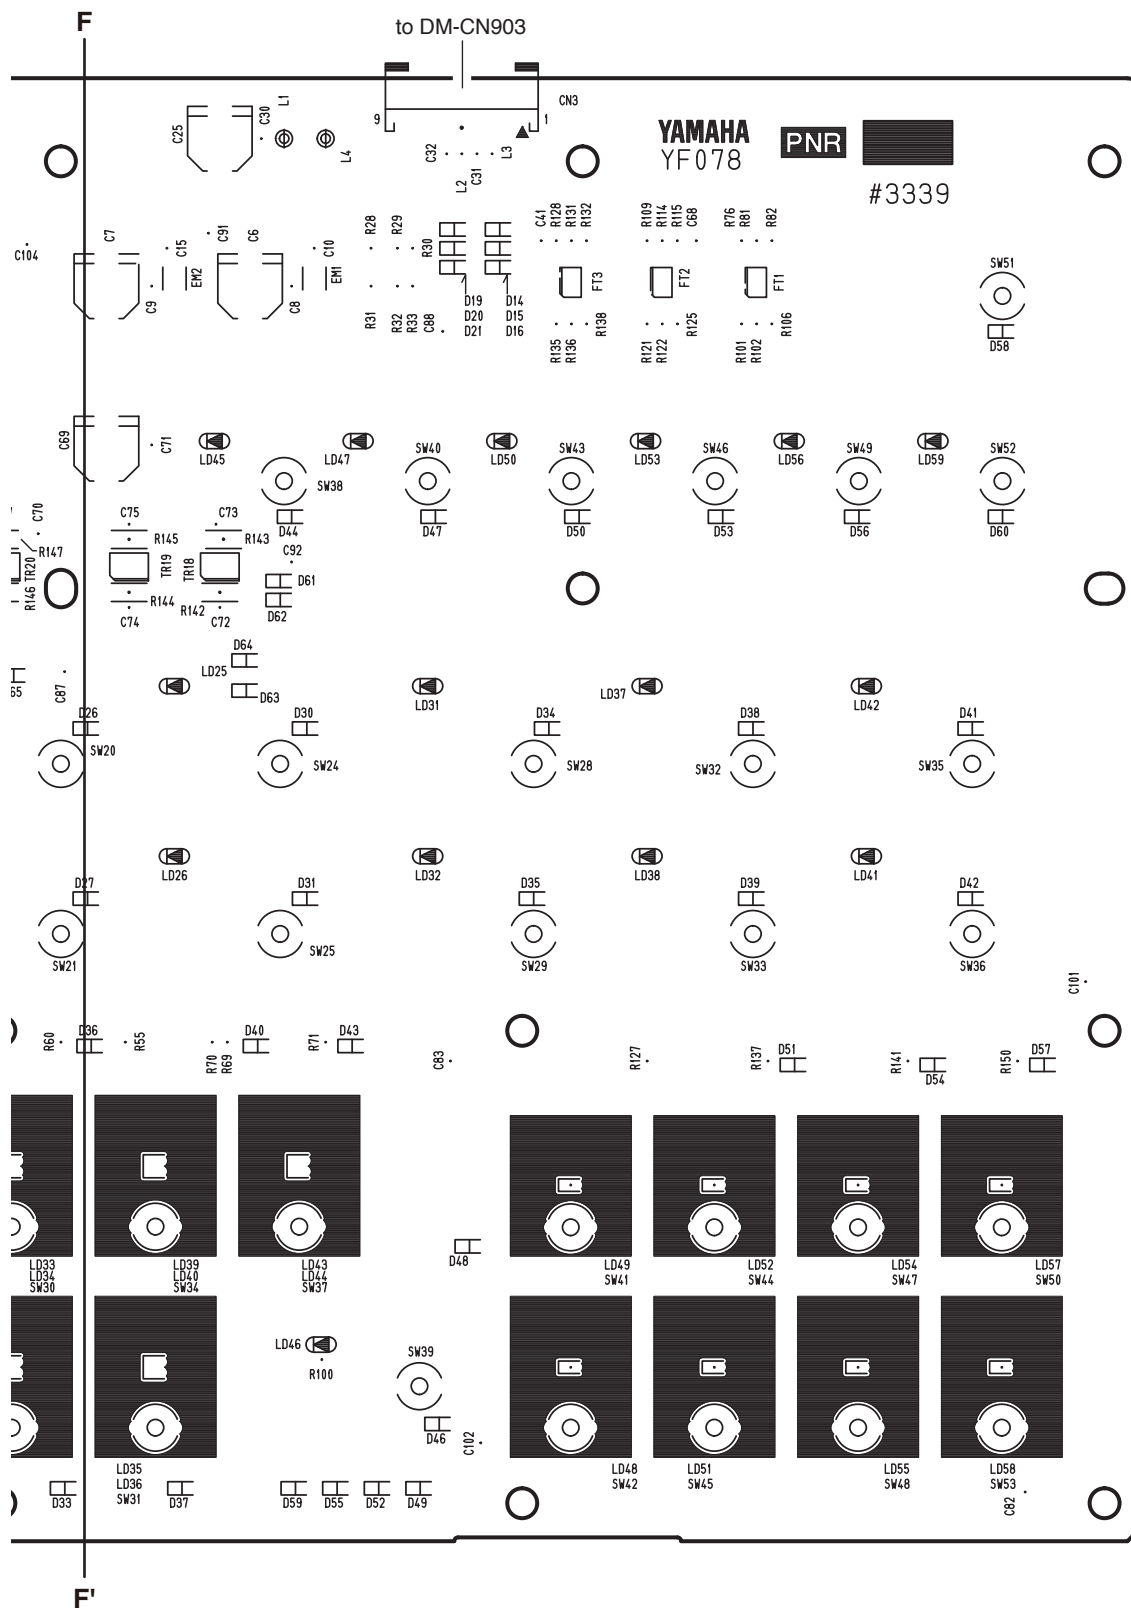 F
to DM-CN903
CN3
9
1
C25
C30
L1
L4
C32
L2
C31
L3
YAMAHA
YF078
PNR
#3339
C104
C7
C15
C91
C6
C10
C9
EM2
C8
EM1
R28
R29
R30
R31
R32
R33
C88
D19
D20
D21
D14
D15
D16
C41
R128
R131
R132
FT3
R135
R136
R138
R109
R114
R115
C68
FT2
R121
R122
R125
R76
R81
R82
FT1
R101
R102
R106
SW51
D58
C69
C71
LD45
LD47
SW38
D44
SW40
D47
LD50
SW43
D50
LD53
SW46
D53
LD56
SW49
D56
LD59
SW52
D60
C70
R147
TR20
R146
C75
R145
TR19
R144
C74
C73
R143
TR18
R142
C72
C92
D61
D62
65
C87
D64
LD25
D63
LD31
LD37
LD42
D26
SW20
D30
SW24
D34
SW28
D38
SW32
D41
SW35
LD26
LD32
LD38
LD41
D27
SW21
D31
SW25
D35
SW29
D39
SW33
D42
SW36
C101
R60
D36
R55
R70
R69
D40
R71
D43
C83
R127
R137
D51
R141
D54
R150
D57
LD33
LD34
SW30
LD39
LD40
SW34
LD43
LD44
SW37
D48
LD49
SW41
LD52
SW44
LD54
SW47
LD57
SW50
LD46
R100
SW39
D46
C102
LD35
LD36
SW31
LD48
SW42
LD51
SW45
LD55
SW48
LD58
SW53
C82
D33
D37
D59
D55
D52
D49
F'